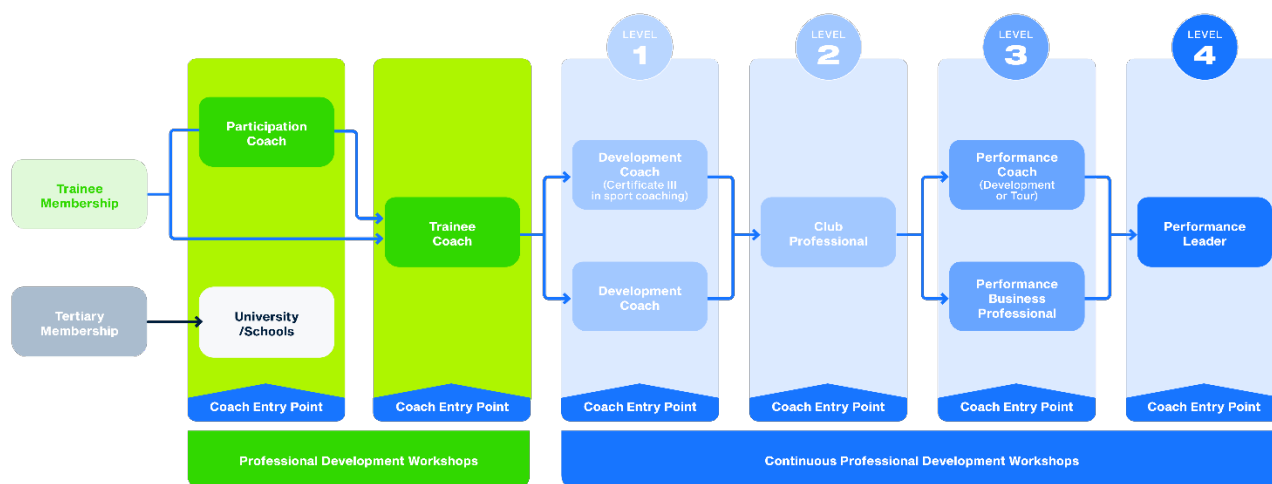 LEVEL
1
LEVEL
2
LEVEL
3
LEVEL
4
Participation
Coach
Trainee
Membership
Trainee
Coach
Development
Coach
(Certificate III
in sport coaching)
Club
Professional
Performance
Coach
(Development
or Tour)
Performance
Leader
Tertiary
Membership
University
/Schools
Development
Coach
Performance
Business
Professional
Coach Entry Point
Coach Entry Point
Coach Entry Point
Coach Entry Point
Coach Entry Point
Coach Entry Point
Professional Development Workshops
Continuous Professional Development Workshops